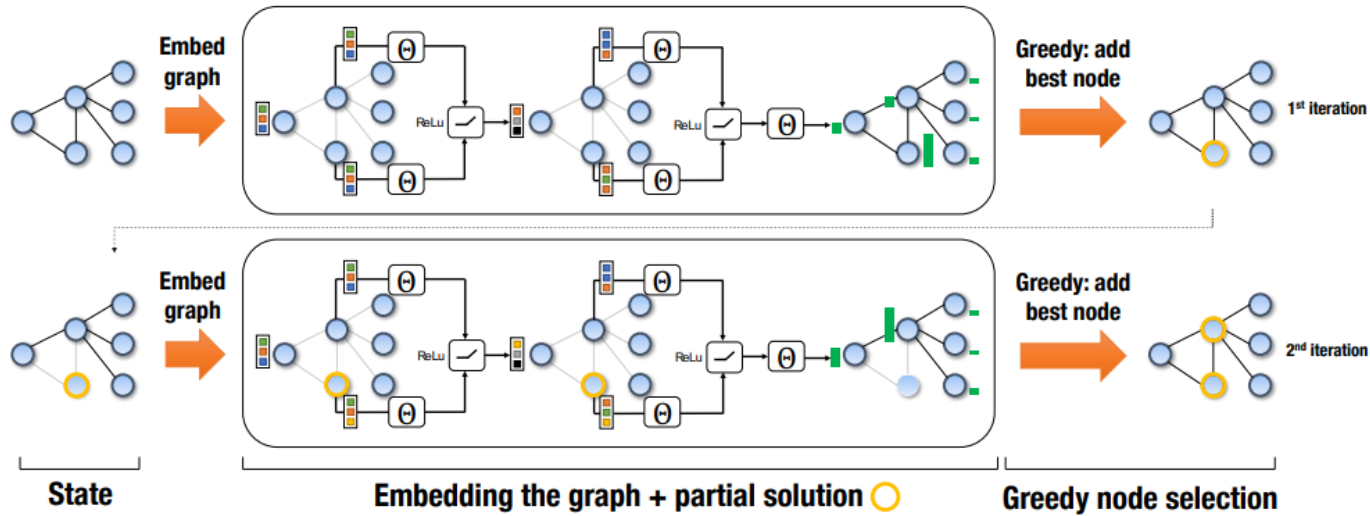 Embed
graph
Θ
Θ
ReLu
Θ
Θ
ReLu
Θ
Greedy: add
best node
1st iteration
Embed
graph
Θ
Θ
ReLu
Θ
Θ
ReLu
Θ
Greedy: add
best node
2nd iteration
State
Embedding the graph + partial solution
Greedy node selection